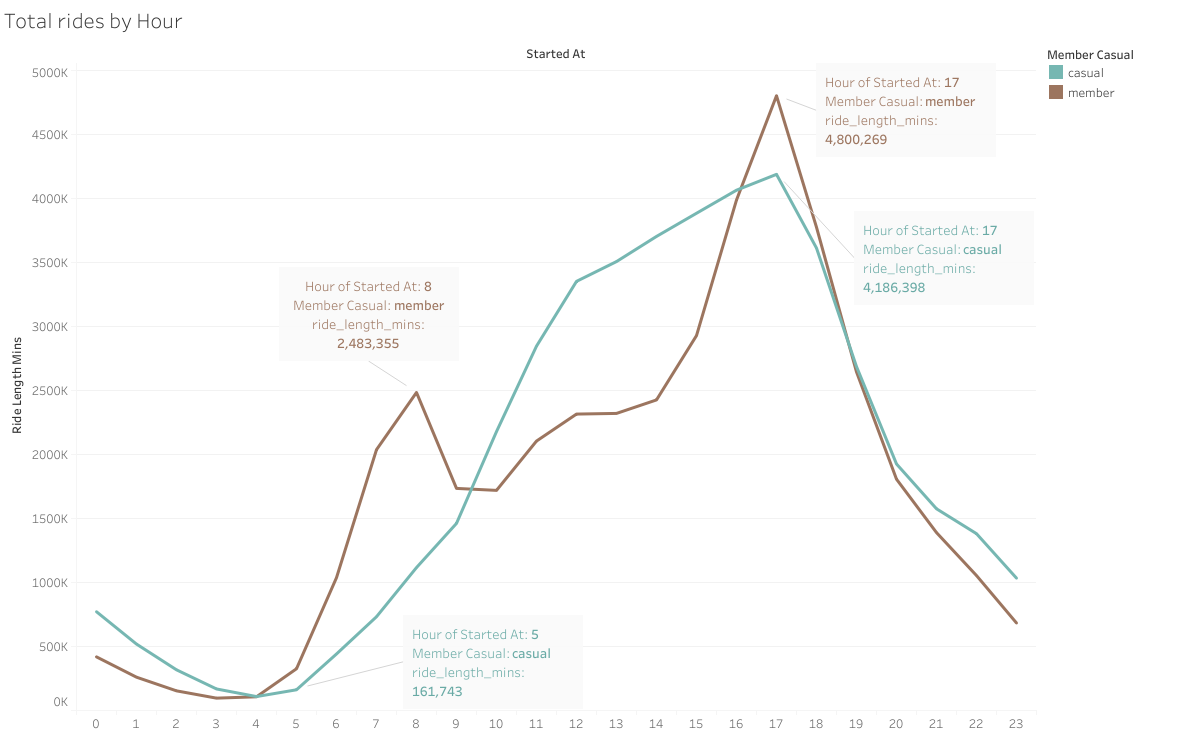 Total rides by Hour
Started At
Member Casual
casual
member
5000K
4500K
4000K
3500K
3000K
2500K
2000K
1500K
1000K
500K
0K
Ride Length Mins
Hour of Started At: 17
Member Casual: member
ride_length_mins:
4,800,269
Hour of Started At: 17
Member Casual: casual
ride_length_mins:
4,186,398
Hour of Started At: 8
Member Casual: member
ride_length_mins:
2,483,355
Hour of Started At: 5
Member Casual: casual
ride_length_mins:
161,743
0 1 2 3 4 5 6 7 8 9 10 11 12 13 14 15 16 17 18 19 20 21 22 23